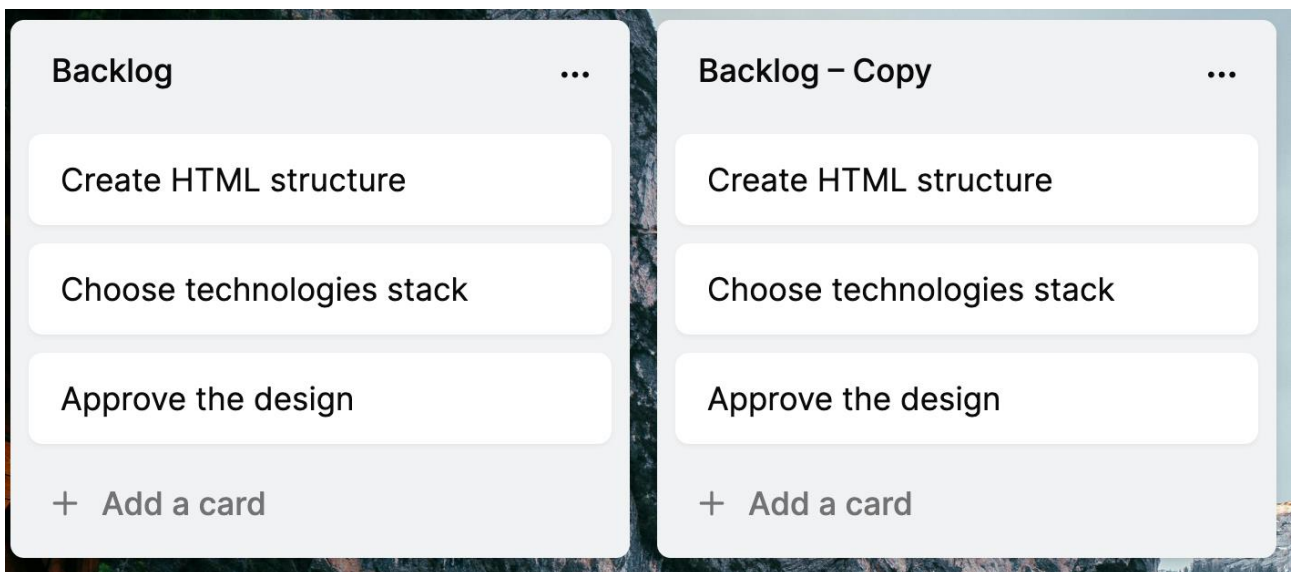 Backlog
Create HTML structure
Choose technologies stack
Approve the design
+ Add a card
Backlog – Copy
Create HTML structure
Choose technologies stack
Approve the design
+ Add a card